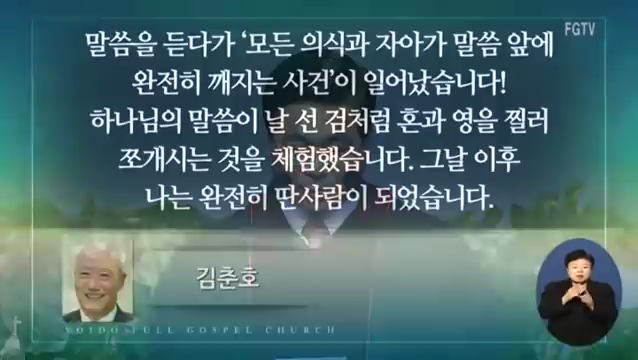 FGTV
말씀을 듣다가 ‘모든 의식과 자아가 말씀 앞에
완전히 깨지는 사건’이 일어났습니다!
하나님의 말씀이 날 선 검처럼 혼과 영을 찔러
쪼개시는 것을 체험했습니다. 그날 이후
나는 완전히 딴사람이 되었습니다.
김춘호
YOIDO FULL GOSPEL CHURCH